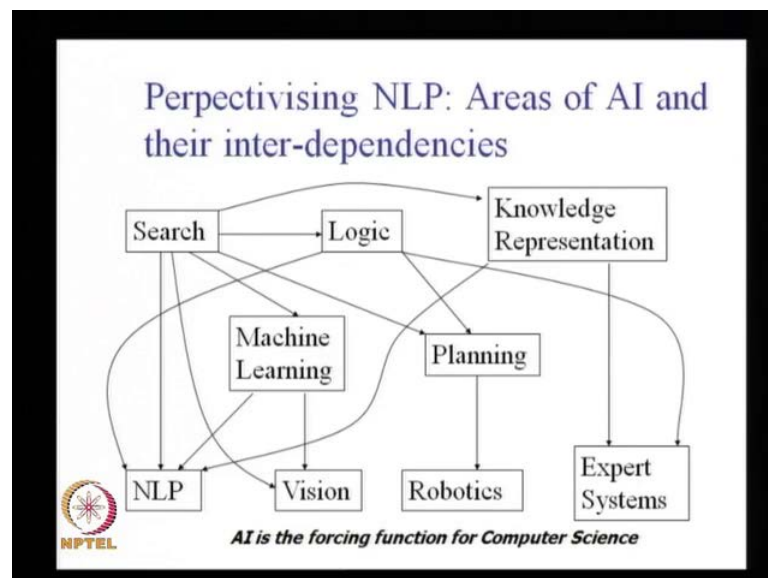 Perpectivising NLP: Areas of AI and
their inter-dependencies
Search
Logic
Knowledge
Representation
Machine
Learning
Planning
NLP
Vision
Robotics
Expert
Systems
NPTEL
AI is the forcing function for Computer Science